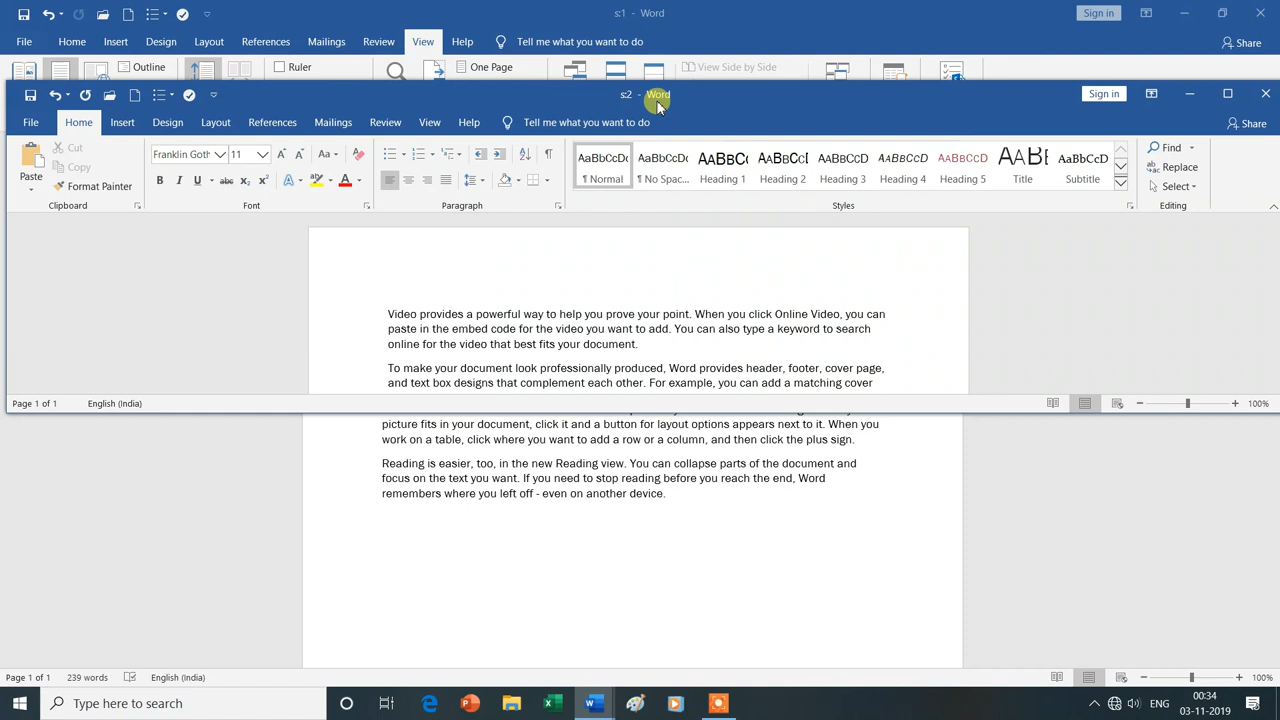 s:1 - Word
Sign in
File Home Insert Design Layout References Mailings Review View Help Tell me what you want to do Share
Outline Ruler One Page View Side by Side
s:2 - Word
Sign in
File Home Insert Design Layout References Mailings Review View Help Tell me what you want to do Share
Paste Cut Copy Format Painter
Franklin Goth 11 Aa A
B I U abc x₂ x² A ab A
AaBbCcDc AaBbCcDc AABBCC AABBCCI AABBCCD AABBCCD AABBCCD AAB AaBbCcD
¶ Normal ¶ No Spac... Heading 1 Heading 2 Heading 3 Heading 4 Heading 5 Title Subtitle
Find
Replace
Select
Clipboard Font Paragraph Styles Editing
Video provides a powerful way to help you prove your point. When you click Online Video, you can
paste in the embed code for the video you want to add. You can also type a keyword to search
online for the video that best fits your document.
To make your document look professionally produced, Word provides header, footer, cover page,
and text box designs that complement each other. For example, you can add a matching cover
Page 1 of 1 English (India) 100%
picture fits in your document, click it and a button for layout options appears next to it. When you
work on a table, click where you want to add a row or a column, and then click the plus sign.
Reading is easier, too, in the new Reading view. You can collapse parts of the document and
focus on the text you want. If you need to stop reading before you reach the end, Word
remembers where you left off - even on another device.
Page 1 of 1 239 words English (India) 100%
Type here to search
ENG
00:34
03-11-2019